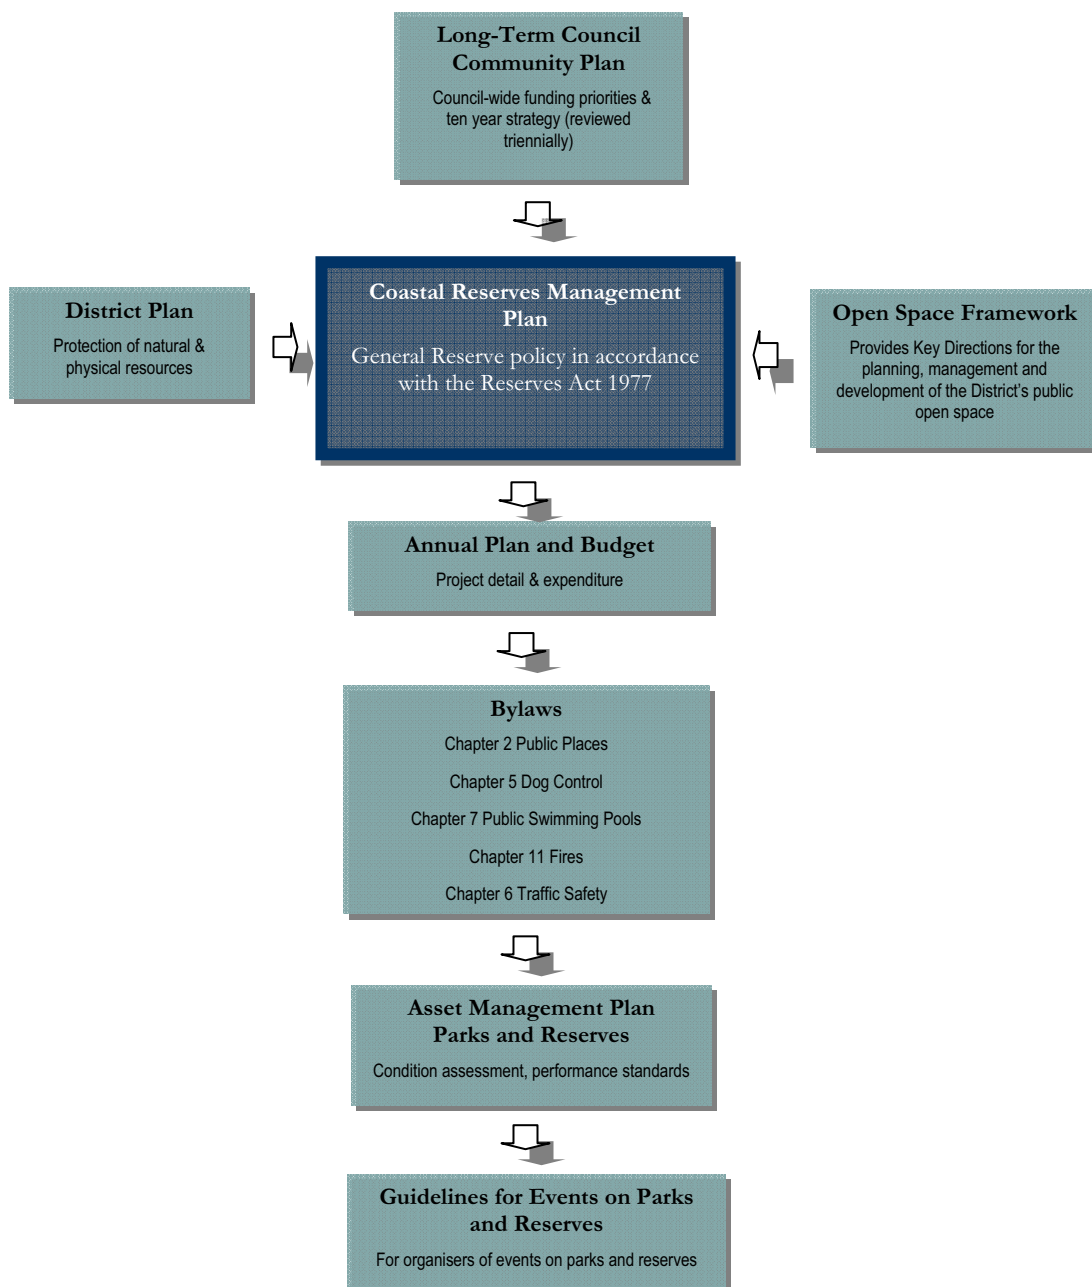 Long-Term Council
Community Plan
Council-wide funding priorities &
ten year strategy (reviewed
triennially)
District Plan
Protection of natural &
physical resources
Coastal Reserves Management
Plan
General Reserve policy in accordance
with the Reserves Act 1977
Open Space Framework
Provides Key Directions for the
planning, management and
development of the District's public
open space
Annual Plan and Budget
Project detail & expenditure
Bylaws
Chapter 2 Public Places
Chapter 5 Dog Control
Chapter 7 Public Swimming Pools
Chapter 11 Fires
Chapter 6 Traffic Safety
Asset Management Plan
Parks and Reserves
Condition assessment, performance standards
Guidelines for Events on Parks
and Reserves
For organisers of events on parks and reserves